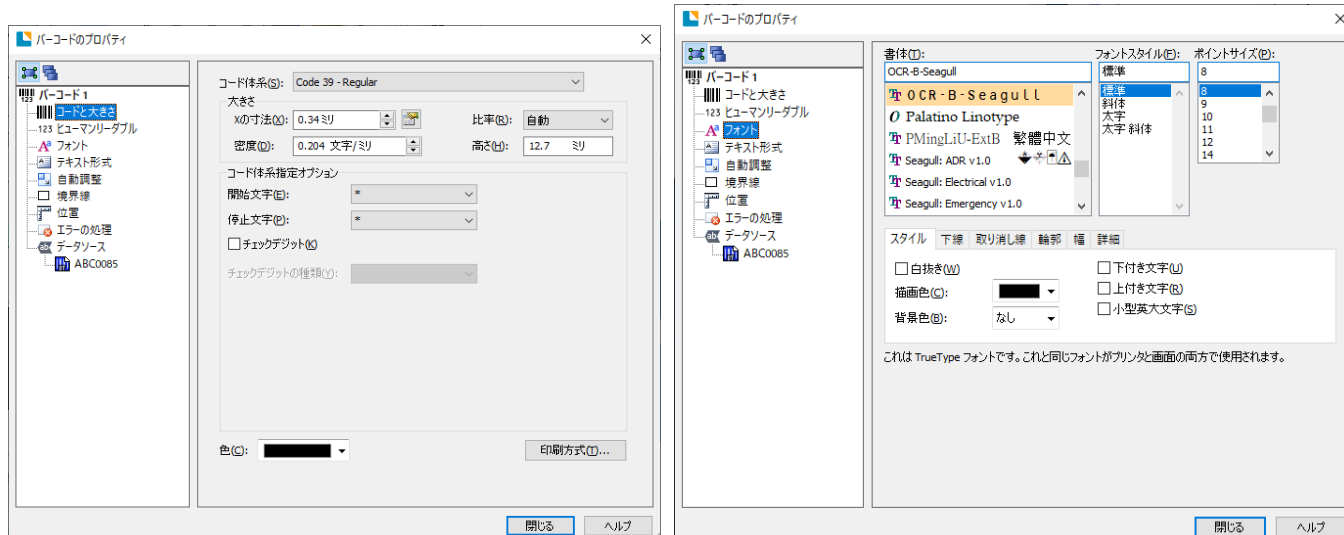 バーコードのプロパティ
バーコード 1
コードと大きさ
123 ヒューマンリーダブル
フォント
テキスト形式
自動調整
境界線
位置
エラーの処理
データソース
ABC0085
コード体系(S): Code 39 - Regular
大きさ
Xの寸法(X): 0.34 ミリ 比率(R): 自動
密度(D): 0.204 文字/ミリ 高さ(H): 12.7 ミリ
コード体系指定オプション
開始文字(E): *
停止文字(P): *
チェックデジット(K)
チェックデジットの種類(Y):
色(C):
印刷方式(T)...
閉じる ヘルプ
バーコードのプロパティ
バーコード 1
コードと大きさ
123 ヒューマンリーダブル
フォント
テキスト形式
自動調整
境界線
位置
エラーの処理
データソース
ABC0085
書体(T): フォントスタイル(F): ポイントサイズ(P):
OCR-B-Seagull 標準 8
OCR-B-Seagull 標準 8
Palatino Linotype 斜体 9
PMingLiU-ExtB 繁體中文 太字 10
Seagull: ADR v1.0 太字 斜体 11
Seagull: Electrical v1.0 12
Seagull: Emergency v1.0 14
スタイル 下線 取り消し線 輪郭 幅 詳細
白抜き(W) 下付き文字(U)
描画色(C): 上付き文字(R)
背景色(B): なし 小型英大文字(S)
これは TrueType フォントです。これと同じフォントがプリンタと画面の両方で使用されます。
閉じる ヘルプ